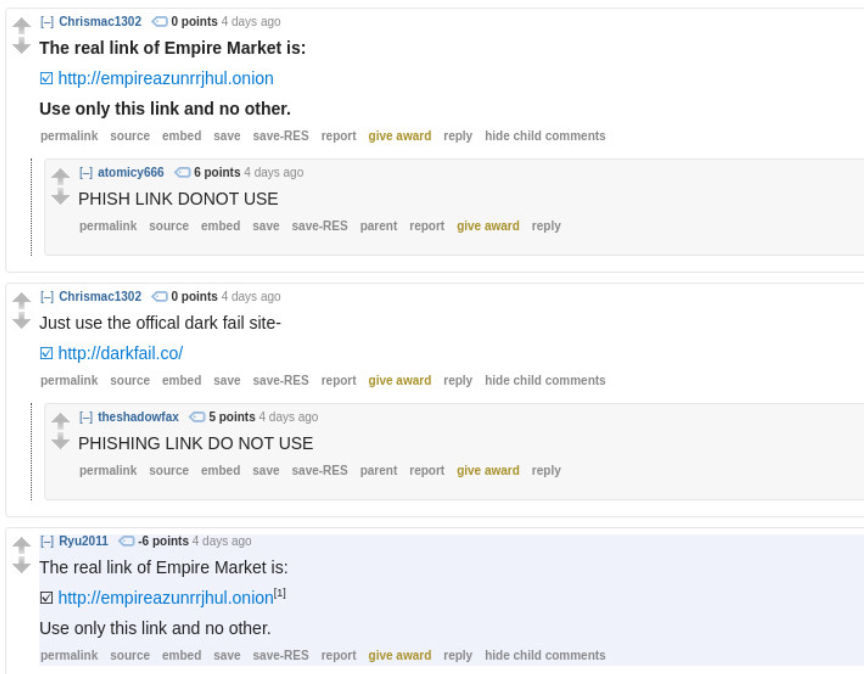 [–] Chrismac1302 0 points 4 days ago
The real link of Empire Market is:
http://empireazunrrjhul.onion
Use only this link and no other.
permalink source embed save save-RES report give award reply hide child comments
[–] atomicy666 6 points 4 days ago
PHISH LINK DONOT USE
permalink source embed save save-RES parent report give award reply
[–] Chrismac1302 0 points 4 days ago
Just use the offical dark fail site-
http://darkfail.co/
permalink source embed save save-RES report give award reply hide child comments
[–] theshadowfax 5 points 4 days ago
PHISHING LINK DO NOT USE
permalink source embed save save-RES parent report give award reply
[–] Ryu2011 -6 points 4 days ago
The real link of Empire Market is:
http://empireazunrrjhul.onion[1]
Use only this link and no other.
permalink source embed save save-RES report give award reply hide child comments